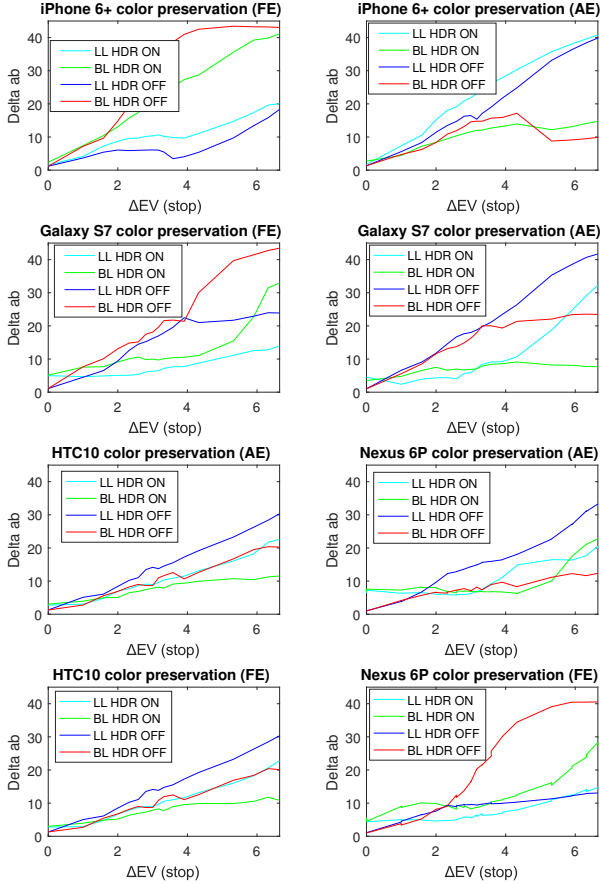 iPhone 6+ color preservation (FE)
Delta ab
40
30
20
10
0
LL HDR ON
BL HDR ON
LL HDR OFF
BL HDR OFF
0 2 4 6
ΔEV (stop)
iPhone 6+ color preservation (AE)
Delta ab
40
30
20
10
0
LL HDR ON
BL HDR ON
LL HDR OFF
BL HDR OFF
0 2 4 6
ΔEV (stop)
Galaxy S7 color preservation (FE)
Delta ab
40
30
20
10
0
LL HDR ON
BL HDR ON
LL HDR OFF
BL HDR OFF
0 2 4 6
ΔEV (stop)
Galaxy S7 color preservation (AE)
Delta ab
40
30
20
10
0
LL HDR ON
BL HDR ON
LL HDR OFF
BL HDR OFF
0 2 4 6
ΔEV (stop)
HTC10 color preservation (AE)
Delta ab
40
30
20
10
0
LL HDR ON
BL HDR ON
LL HDR OFF
BL HDR OFF
0 2 4 6
ΔEV (stop)
Nexus 6P color preservation (AE)
Delta ab
40
30
20
10
0
LL HDR ON
BL HDR ON
LL HDR OFF
BL HDR OFF
0 2 4 6
ΔEV (stop)
HTC10 color preservation (FE)
Delta ab
40
30
20
10
0
LL HDR ON
BL HDR ON
LL HDR OFF
BL HDR OFF
0 2 4 6
ΔEV (stop)
Nexus 6P color preservation (FE)
Delta ab
40
30
20
10
0
LL HDR ON
BL HDR ON
LL HDR OFF
BL HDR OFF
0 2 4 6
ΔEV (stop)